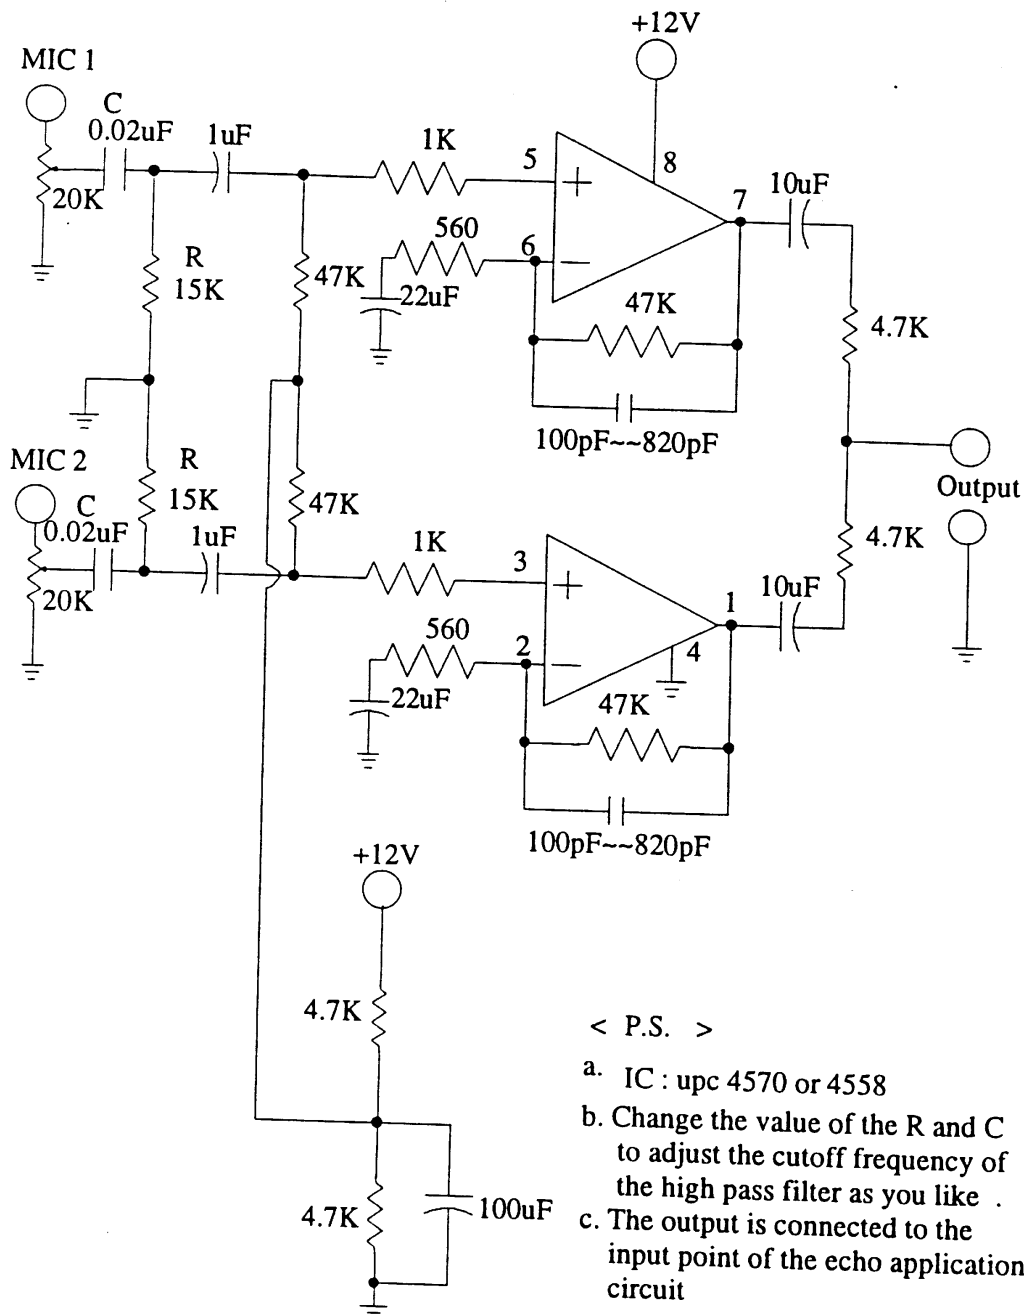 +12V
MIC 1
C
0.02uF
1uF
1K
5
8
10uF
7
20K
560
6
R
15K
47K
22uF
47K
4.7K
100pF~~820pF
MIC 2
R
C
15K
47K
Output
0.02uF
1uF
1K
3
4.7K
10uF
1
20K
560
2
4
22uF
47K
100pF~~820pF
+12V
4.7K
4.7K
100uF
< P.S. >
a. IC : upc 4570 or 4558
b. Change the value of the R and C
to adjust the cutoff frequency of
the high pass filter as you like .
c. The output is connected to the
input point of the echo application
circuit